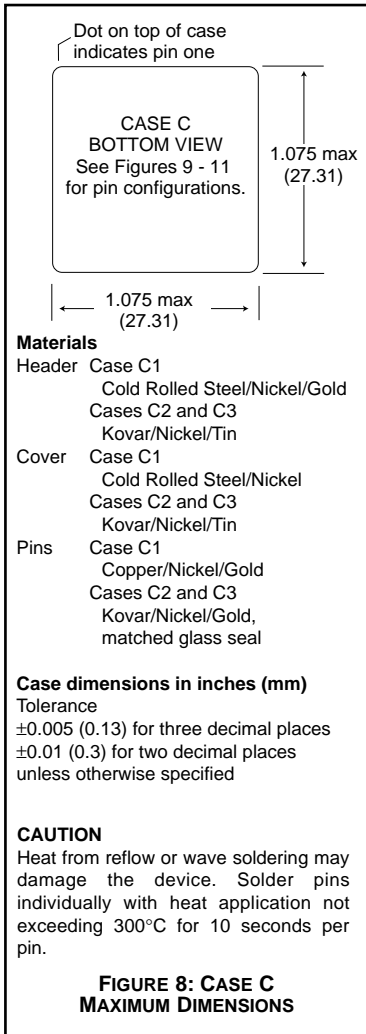 Dot on top of case
indicates pin one
CASE C
BOTTOM VIEW
See Figures 9 - 11
for pin configurations.
1.075 max
(27.31)
1.075 max
(27.31)
Materials
Header Case C1
Cold Rolled Steel/Nickel/Gold
Cases C2 and C3
Kovar/Nickel/Tin
Cover Case C1
Cold Rolled Steel/Nickel
Cases C2 and C3
Kovar/Nickel/Tin
Pins Case C1
Copper/Nickel/Gold
Cases C2 and C3
Kovar/Nickel/Gold,
matched glass seal
Case dimensions in inches (mm)
Tolerance
±0.005 (0.13) for three decimal places
±0.01 (0.3) for two decimal places
unless otherwise specified
CAUTION
Heat from reflow or wave soldering may
damage the device. Solder pins
individually with heat application not
exceeding 300°C for 10 seconds per
pin.
FIGURE 8: CASE C
MAXIMUM DIMENSIONS